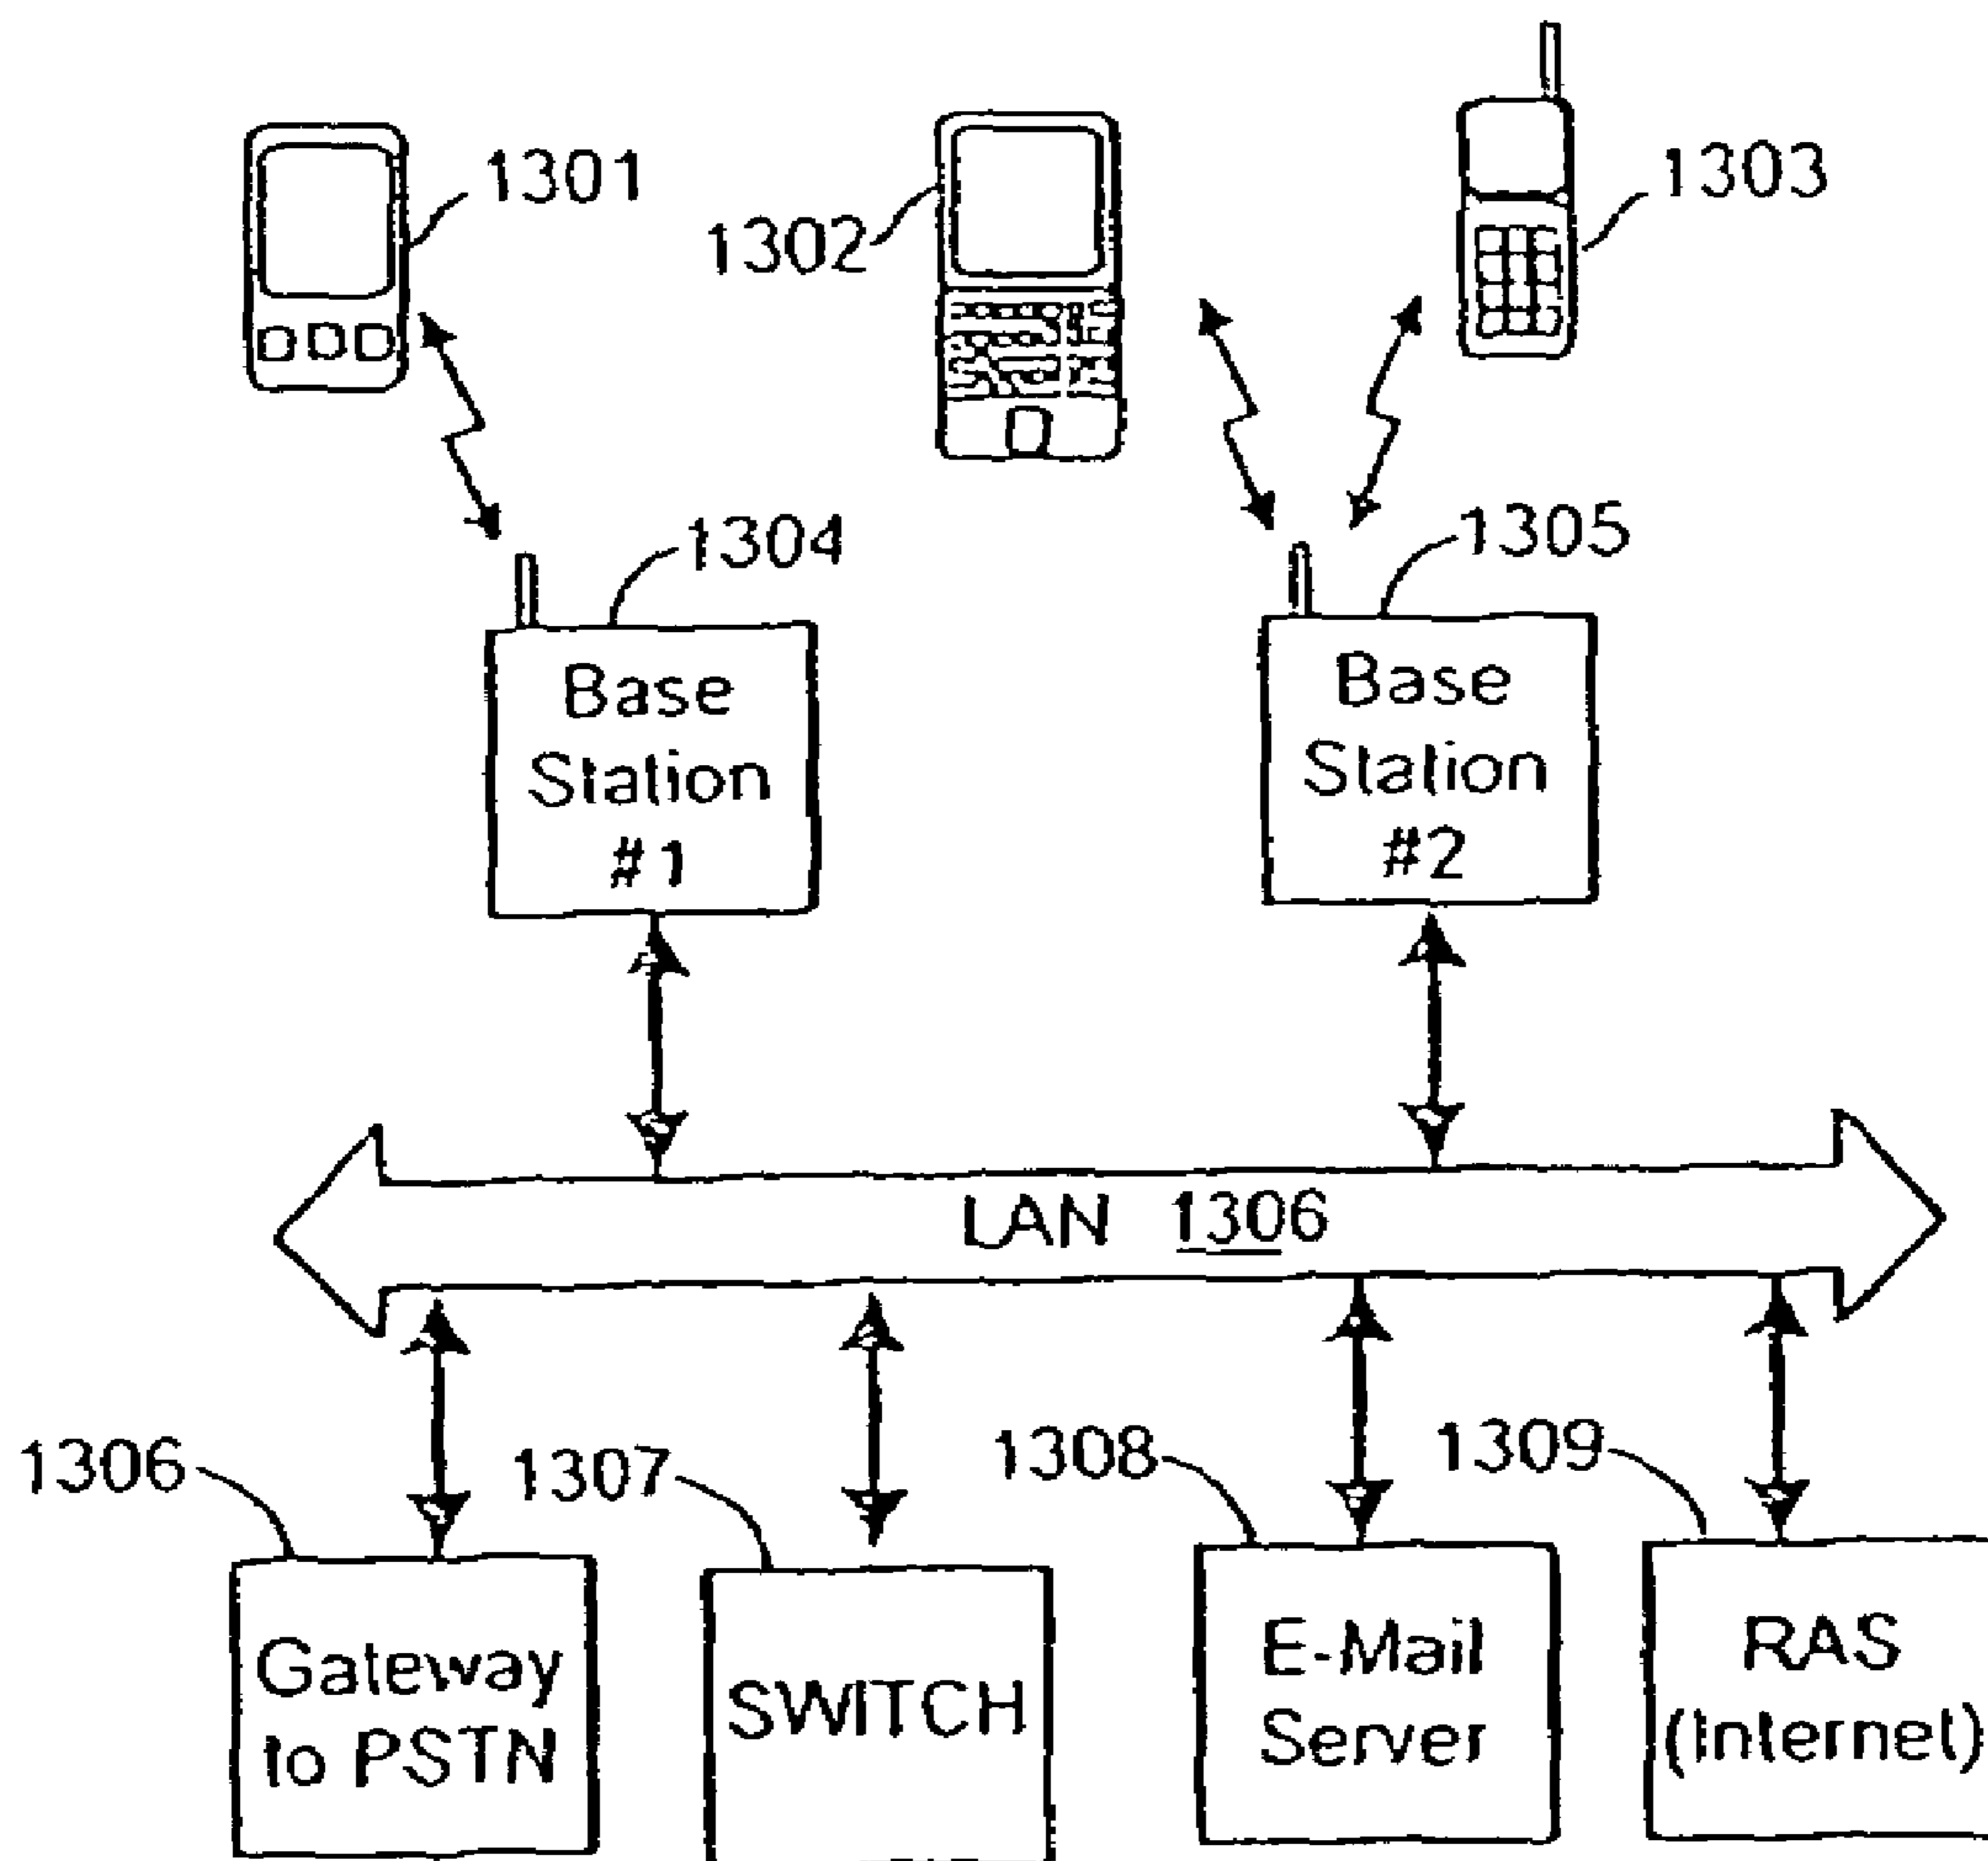 1301
1302
1303
1304
1305
Base
Station
#1
Base
Station
#2
LAN 1306
1306
1307
1308
1309
Gateway
to PSTN
SWITCH
E-Mail
Server
RAS
(Internet)